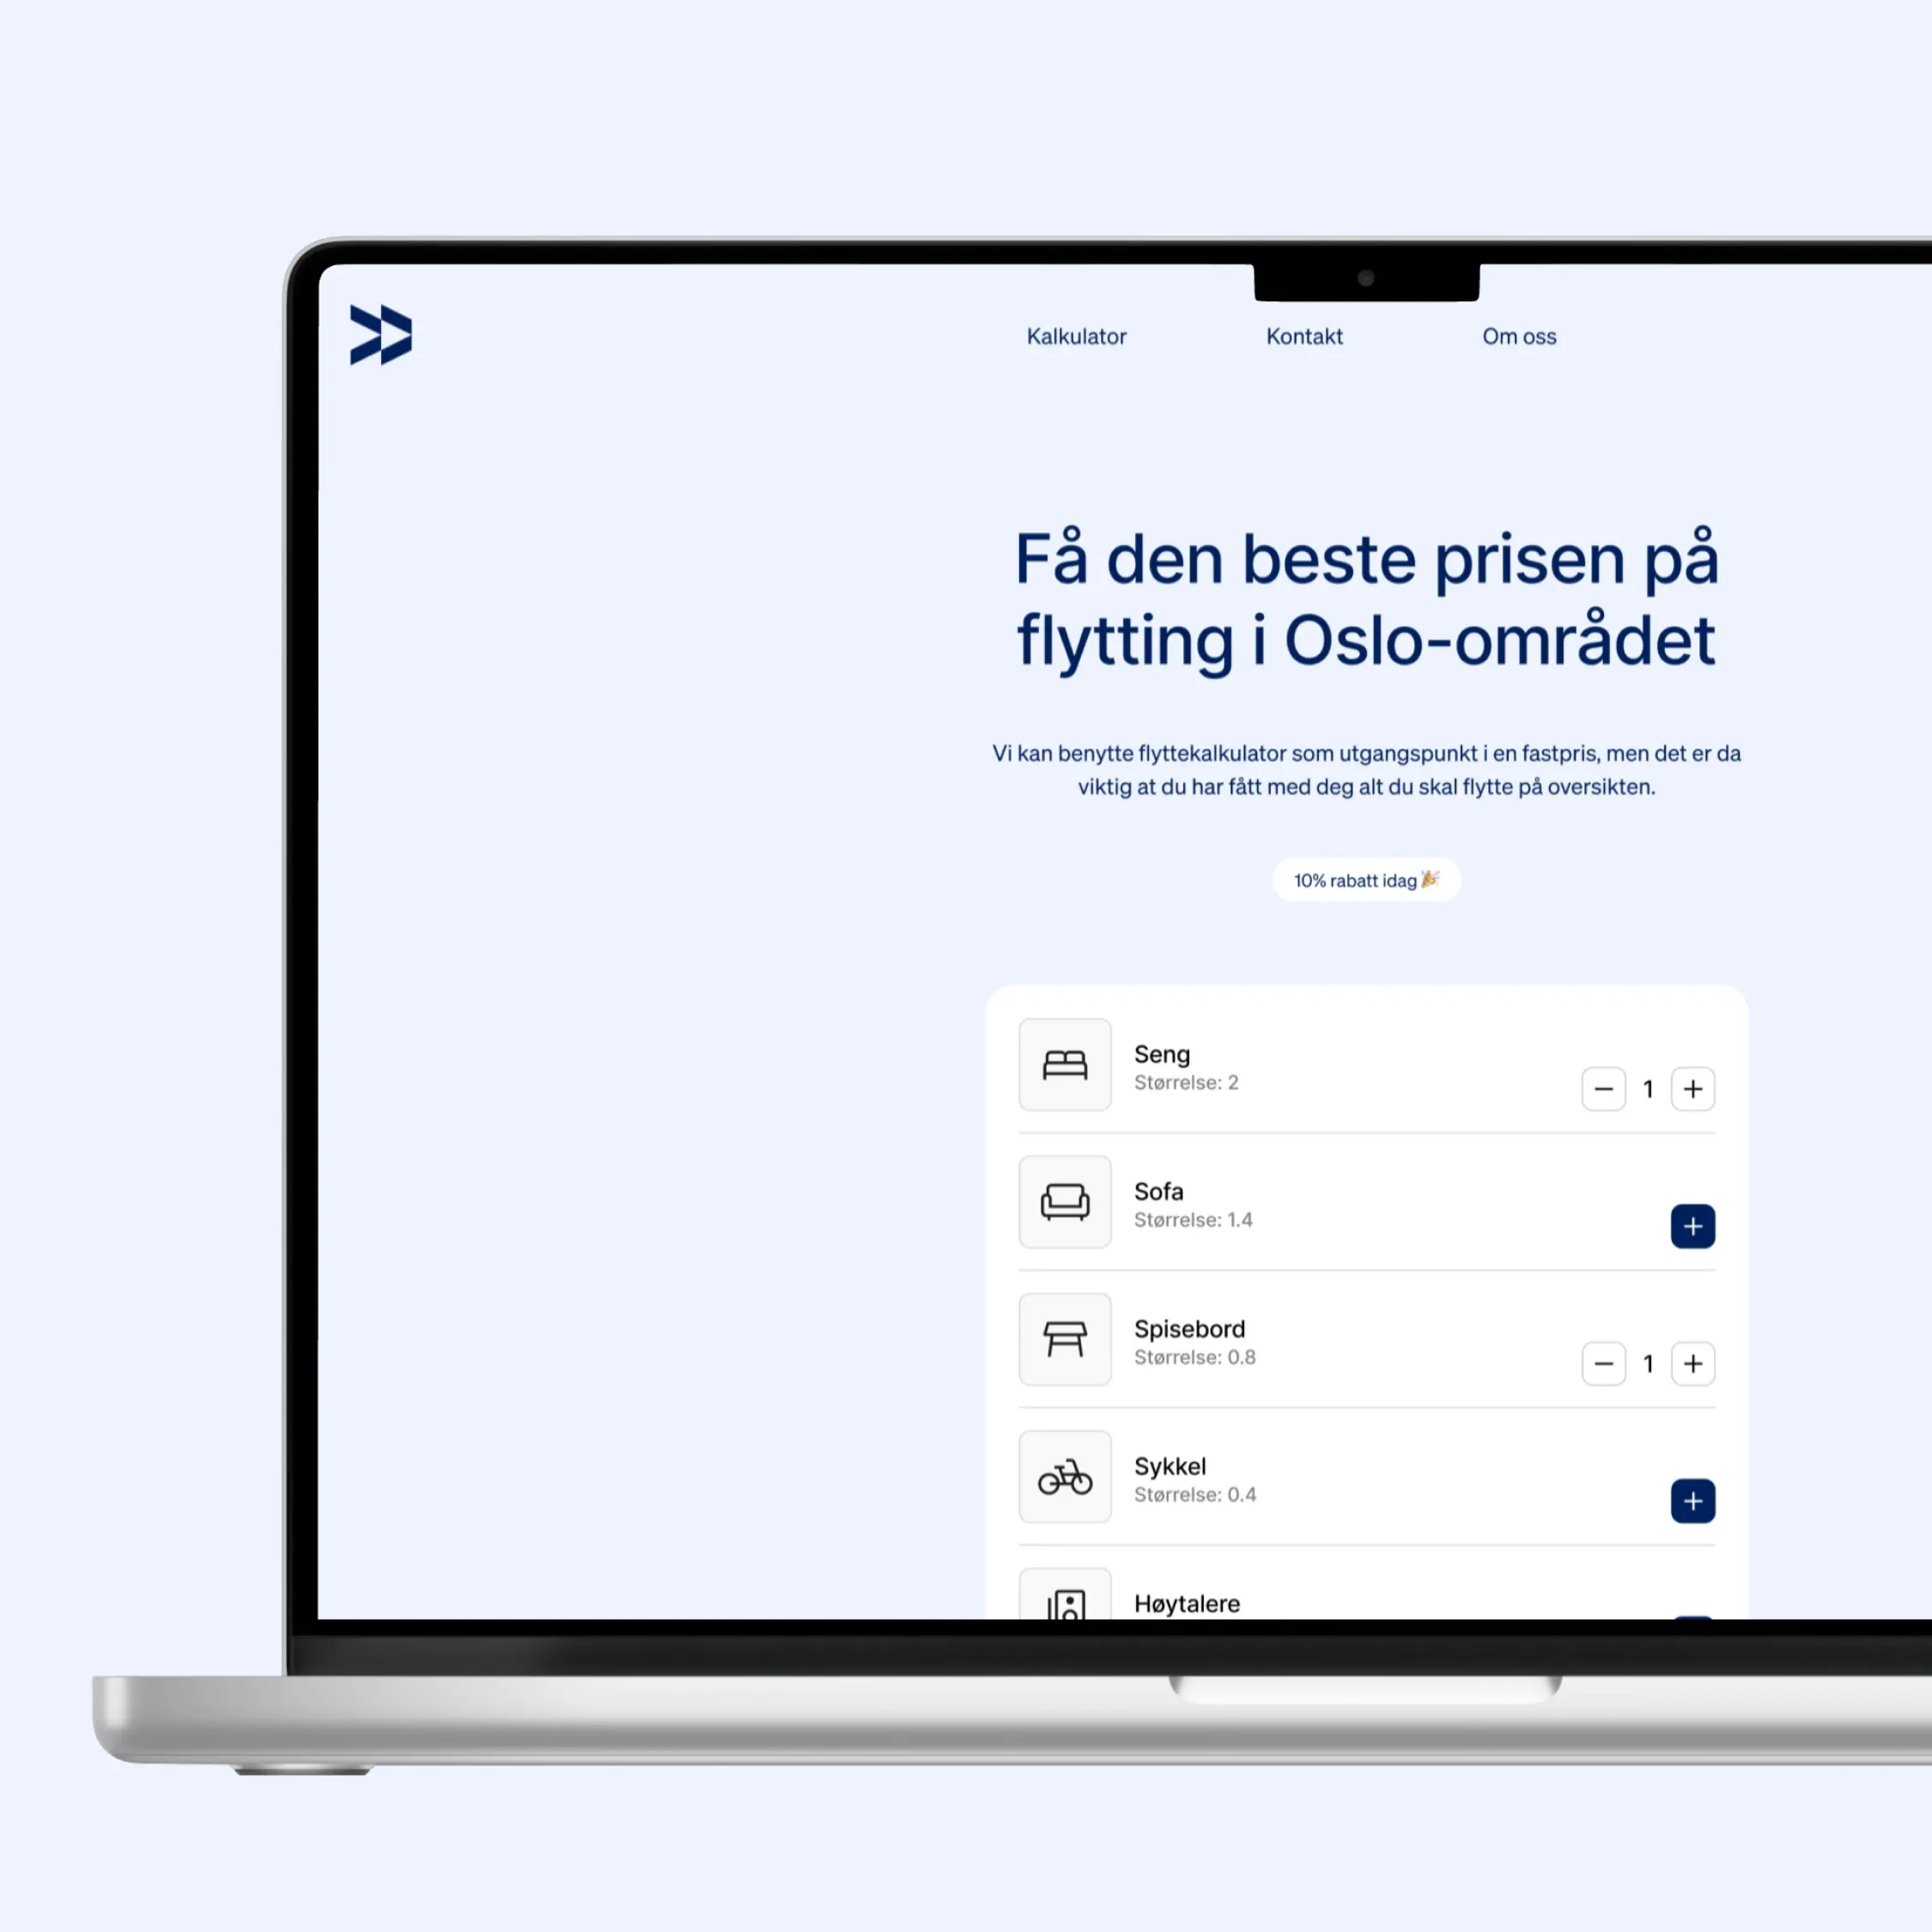 Kalkulator
Kontakt
Om oss
Få den beste prisen på
flytting i Oslo-området
Vi kan benytte flyttekalkulator som utgangspunkt i en fastpris, men det er da
viktig at du har fått med deg alt du skal flytte på oversikten.
10% rabatt idag 🎉
Seng
Størrelse: 2
1
Sofa
Størrelse: 1.4
Spisebord
Størrelse: 0.8
1
Sykkel
Størrelse: 0.4
Høytalere